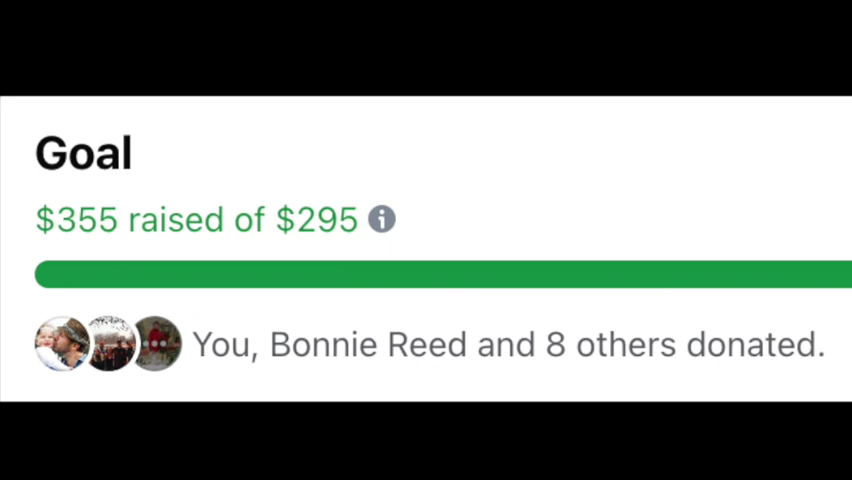 Goal
$355 raised of $295
You, Bonnie Reed and 8 others donated.